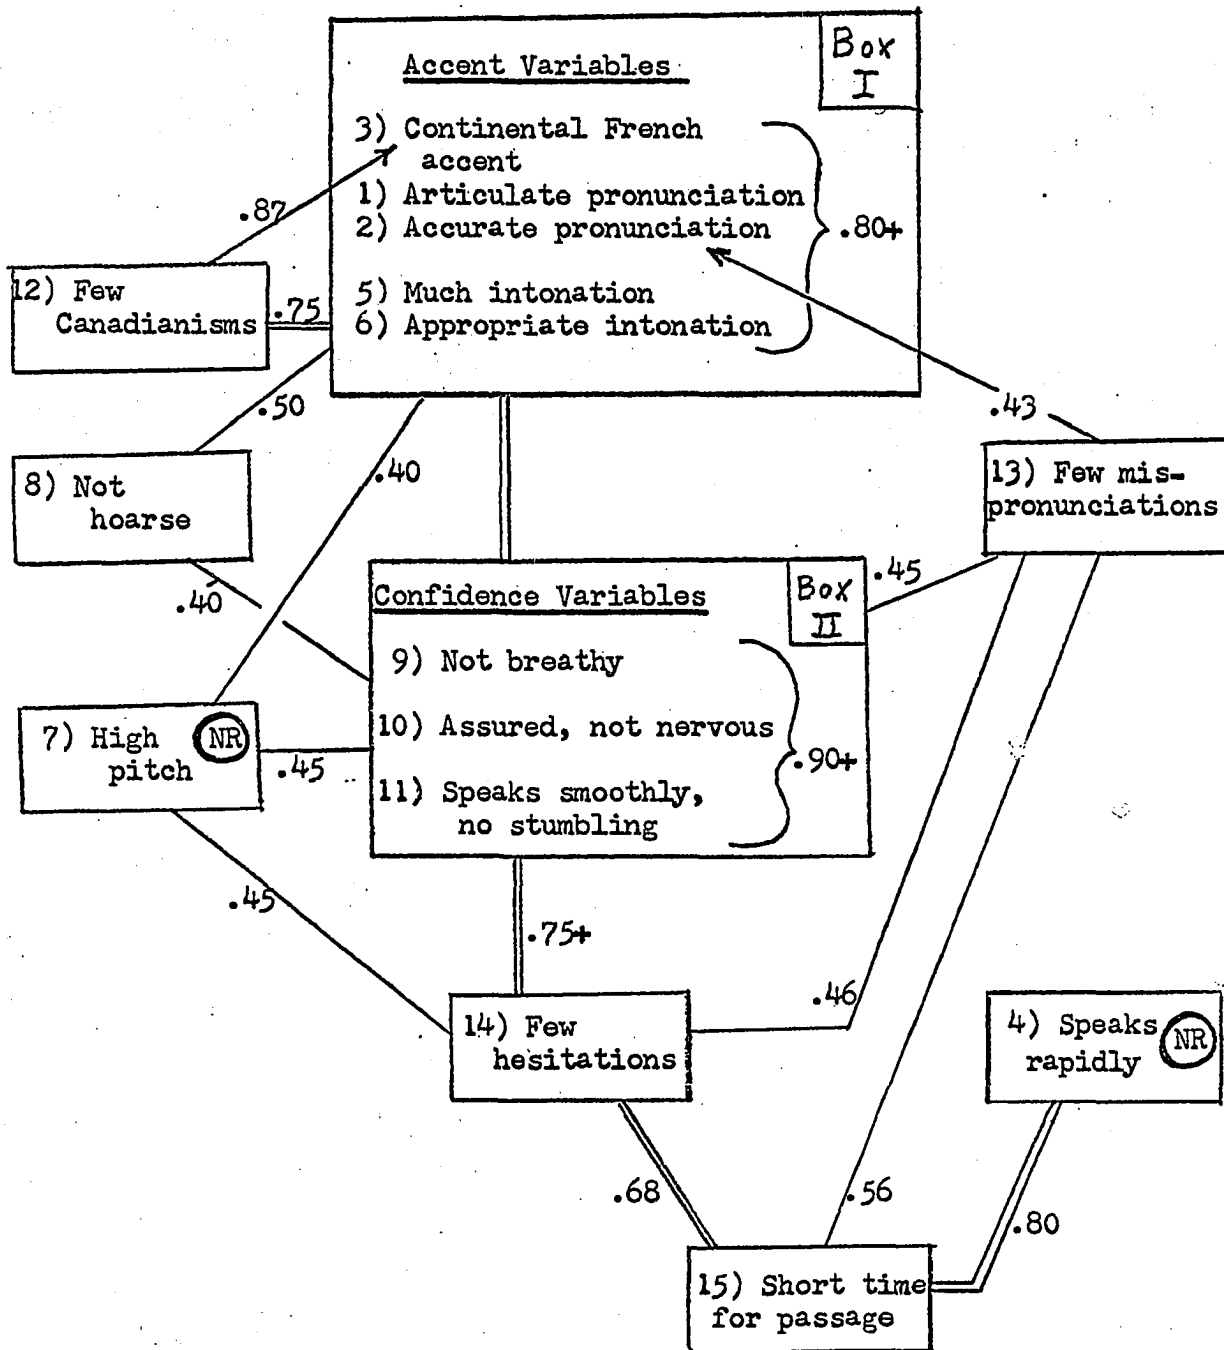 Box
I
Accent Variables
3) Continental French
accent
1) Articulate pronunciation
2) Accurate pronunciation
.80+
5) Much intonation
6) Appropriate intonation
.87
12) Few
Canadianisms
.75
.50
.40
.43
8) Not
hoarse
13) Few mis-
pronunciations
.40
.45
Confidence Variables
Box
II
9) Not breathy
10) Assured, not nervous
.90+
11) Speaks smoothly,
no stumbling
7) High
pitch
NR
.45
.45
.75+
.46
14) Few
hesitations
4) Speaks
rapidly
NR
.68
.56
.80
15) Short time
for passage